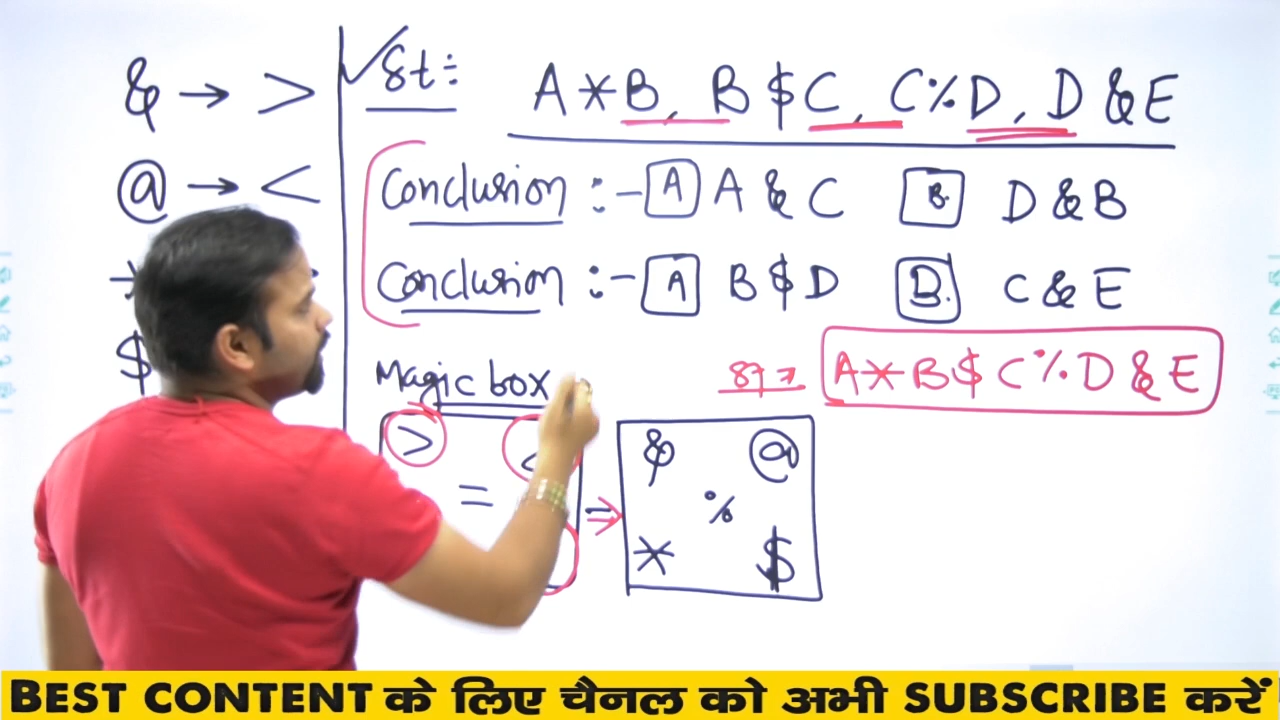 & → >
@ → <
$
✓ St :-
A * B, B $ C, C % D, D & E
Conclusion :- A A & C B. D & B
Conclusion :- A B $ D B. C & E
Magic box
St → A * B $ C % D & E
> <
=
⇒
& @
%
* $
BEST CONTENT के लिए चैनल को अभी SUBSCRIBE करें